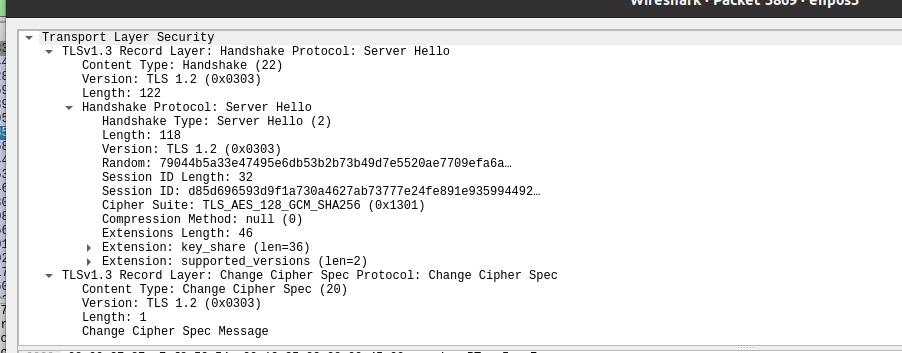 Wireshark · Packet 3869 · enp0s3
Transport Layer Security
TLSv1.3 Record Layer: Handshake Protocol: Server Hello
Content Type: Handshake (22)
Version: TLS 1.2 (0x0303)
Length: 122
Handshake Protocol: Server Hello
Handshake Type: Server Hello (2)
Length: 118
Version: TLS 1.2 (0x0303)
Random: 79044b5a33e47495e6db53b2b73b49d7e5520ae7709efa6a…
Session ID Length: 32
Session ID: d85d696593d9f1a730a4627ab73777e24fe891e935994492…
Cipher Suite: TLS_AES_128_GCM_SHA256 (0x1301)
Compression Method: null (0)
Extensions Length: 46
Extension: key_share (len=36)
Extension: supported_versions (len=2)
TLSv1.3 Record Layer: Change Cipher Spec Protocol: Change Cipher Spec
Content Type: Change Cipher Spec (20)
Version: TLS 1.2 (0x0303)
Length: 1
Change Cipher Spec Message